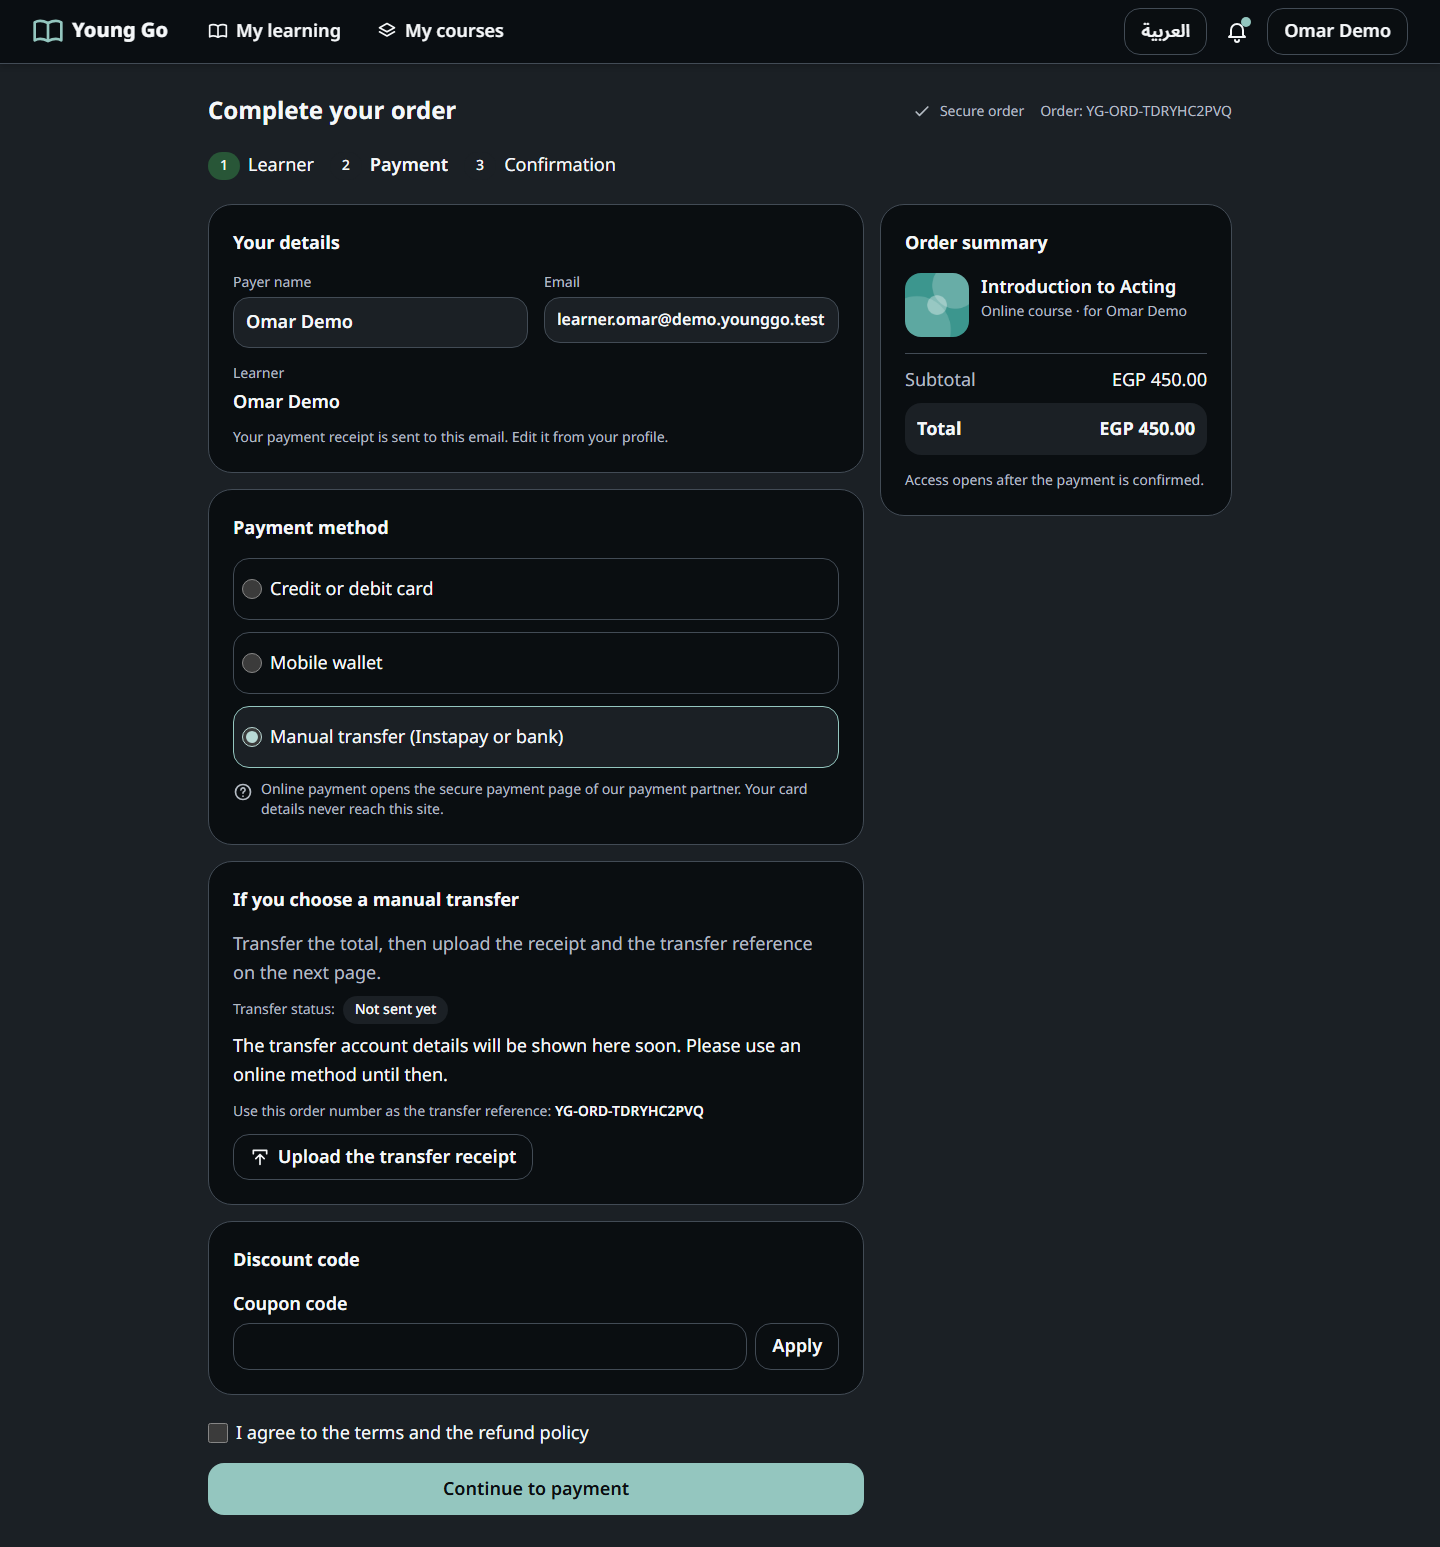 Young Go
My learning
My courses
العربية
Omar Demo
Complete your order
Secure order
Order: YG-ORD-TDRYHC2PVQ
1 Learner
2 Payment
3 Confirmation
Your details
Payer name
Omar Demo
Email
learner.omar@demo.younggo.test
Learner
Omar Demo
Your payment receipt is sent to this email. Edit it from your profile.
Payment method
Credit or debit card
Mobile wallet
Manual transfer (Instapay or bank)
Online payment opens the secure payment page of our payment partner. Your card
details never reach this site.
If you choose a manual transfer
Transfer the total, then upload the receipt and the transfer reference
on the next page.
Transfer status: Not sent yet
The transfer account details will be shown here soon. Please use an
online method until then.
Use this order number as the transfer reference: YG-ORD-TDRYHC2PVQ
Upload the transfer receipt
Discount code
Coupon code
Apply
I agree to the terms and the refund policy
Continue to payment
Order summary
Introduction to Acting
Online course · for Omar Demo
Subtotal EGP 450.00
Total EGP 450.00
Access opens after the payment is confirmed.